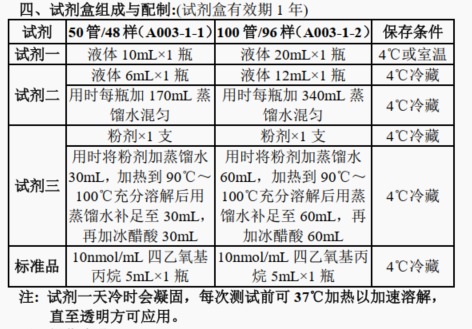 四、试剂盒组成与配制:(试剂盒有效期 1 年)
试剂 50 管/48 样(A003-1-1) 100 管/96 样(A003-1-2) 保存条件
试剂一 液体 10mL×1 瓶 液体 20mL×1 瓶 4℃或室温
试剂二 液体 6mL×1 瓶 液体 12mL×1 瓶 4℃冷藏
用时每瓶加 170mL 蒸 用时每瓶加 340mL 蒸 4℃冷藏
馏水混匀 馏水混匀
试剂三 粉剂×1 支 粉剂×1 支 4℃冷藏
用时将粉剂加蒸馏水 用时将粉剂加蒸馏水
30mL，加热到 90℃～ 60mL，加热到 90℃～
100℃充分溶解后用 100℃充分溶解后用 4℃冷藏
蒸馏水补足至 30mL， 蒸馏水补足至 60mL，再
再加冰醋酸 30mL 加冰醋酸 60mL
标准品 10nmol/mL 四乙氧基 10nmol/mL 四乙氧基丙 4℃冷藏
丙烷 5mL×1 瓶 烷 5mL×1 瓶
注: 试剂一天冷时会凝固，每次测试前可 37℃加热以加速溶解，
直至透明方可应用。